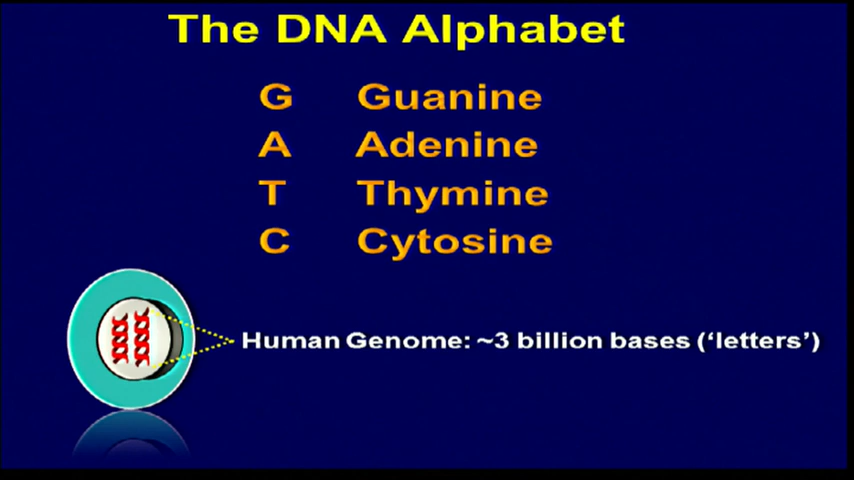 The DNA Alphabet
G Guanine
A Adenine
T Thymine
C Cytosine
Human Genome: ~3 billion bases (‘letters’)